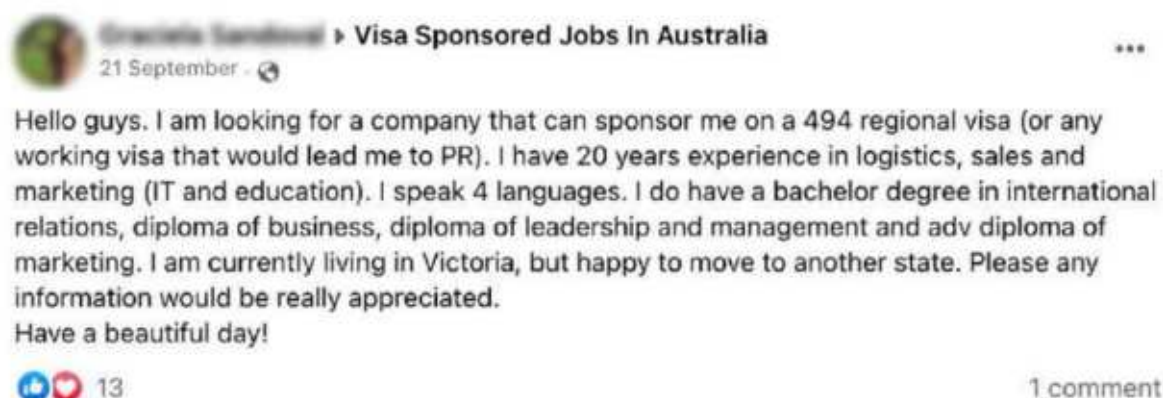 Visa Sponsored Jobs In Australia
21 September
Hello guys. I am looking for a company that can sponsor me on a 494 regional visa (or any
working visa that would lead me to PR). I have 20 years experience in logistics, sales and
marketing (IT and education). I speak 4 languages. I do have a bachelor degree in international
relations, diploma of business, diploma of leadership and management and adv diploma of
marketing. I am currently living in Victoria, but happy to move to another state. Please any
information would be really appreciated.
Have a beautiful day!
13 1 comment